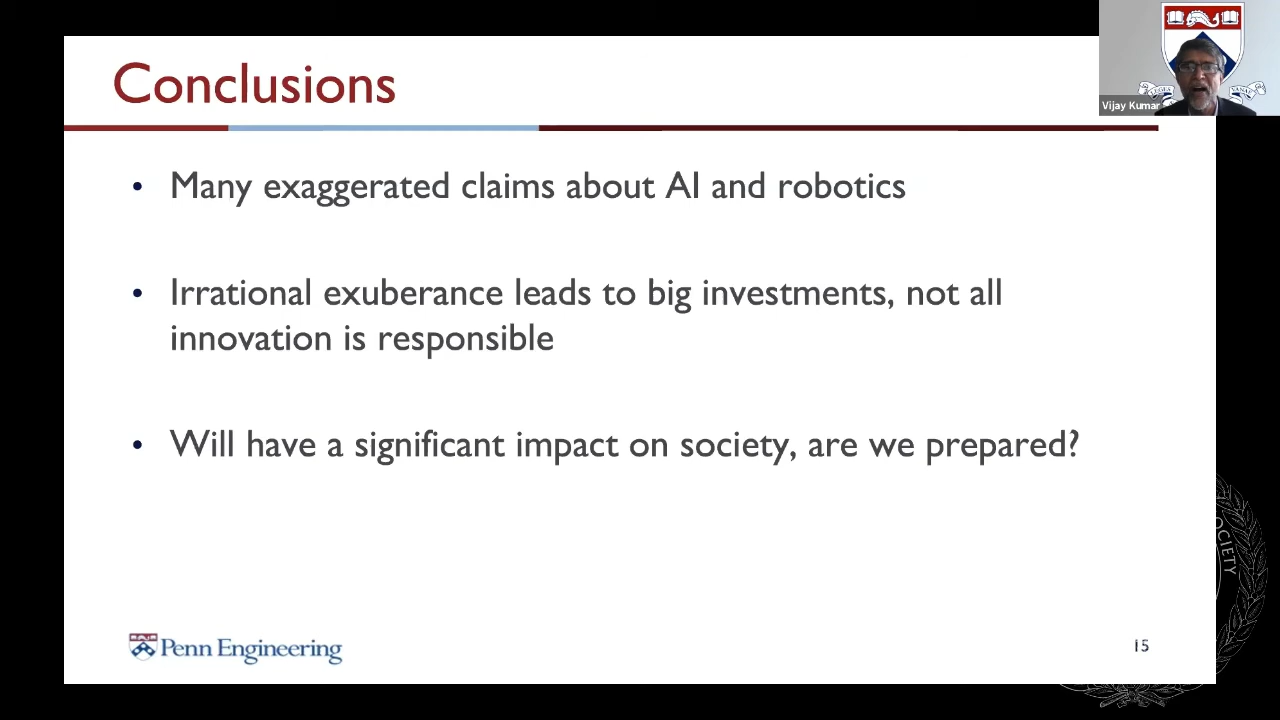 Conclusions
Vijay Kumar
• Many exaggerated claims about AI and robotics
• Irrational exuberance leads to big investments, not all
innovation is responsible
• Will have a significant impact on society, are we prepared?
SOCIETY
Penn Engineering
15